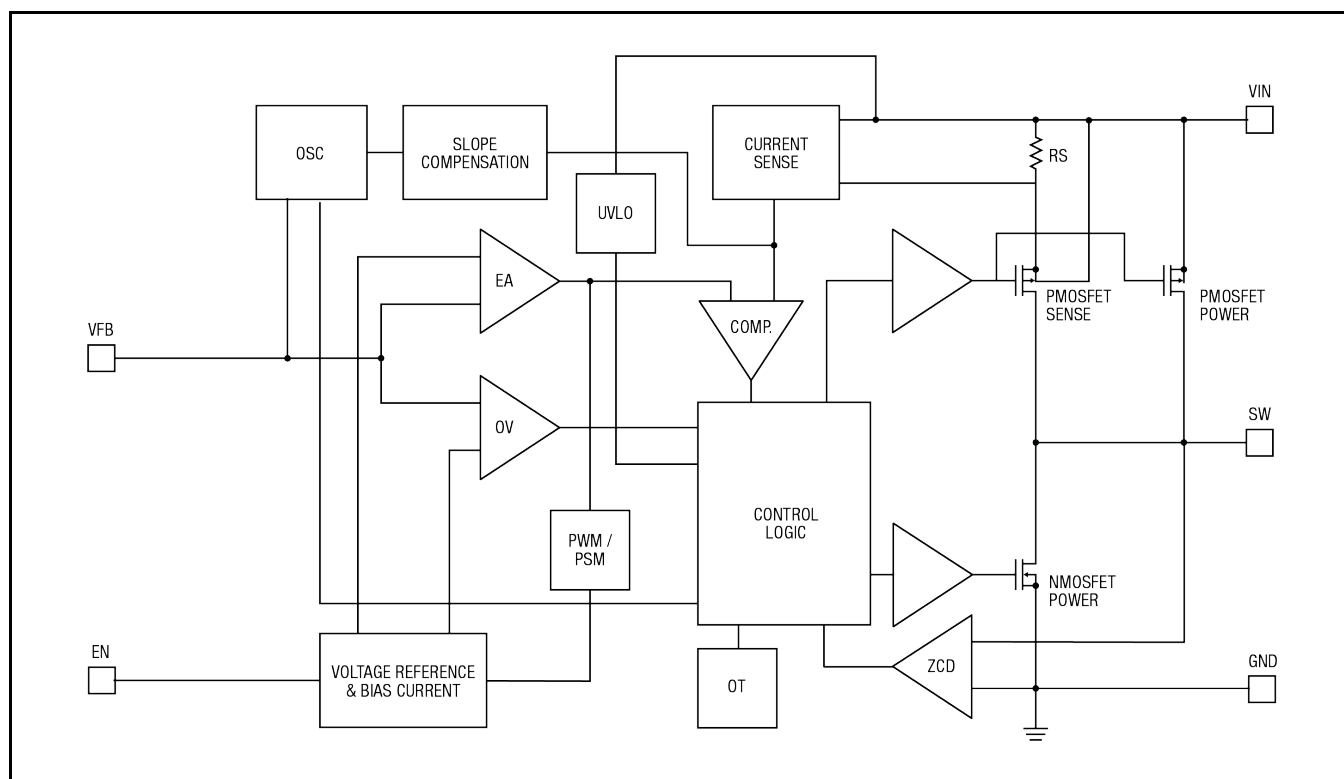 VIN
OSC
SLOPE
COMPENSATION
CURRENT
SENSE
RS
UVLO
EA
PMOSFET
SENSE
PMOSFET
POWER
VFB
COMP.
OV
SW
CONTROL
LOGIC
PWM /
PSM
NMOSFET
POWER
EN
VOLTAGE REFERENCE
& BIAS CURRENT
OT
ZCD
GND